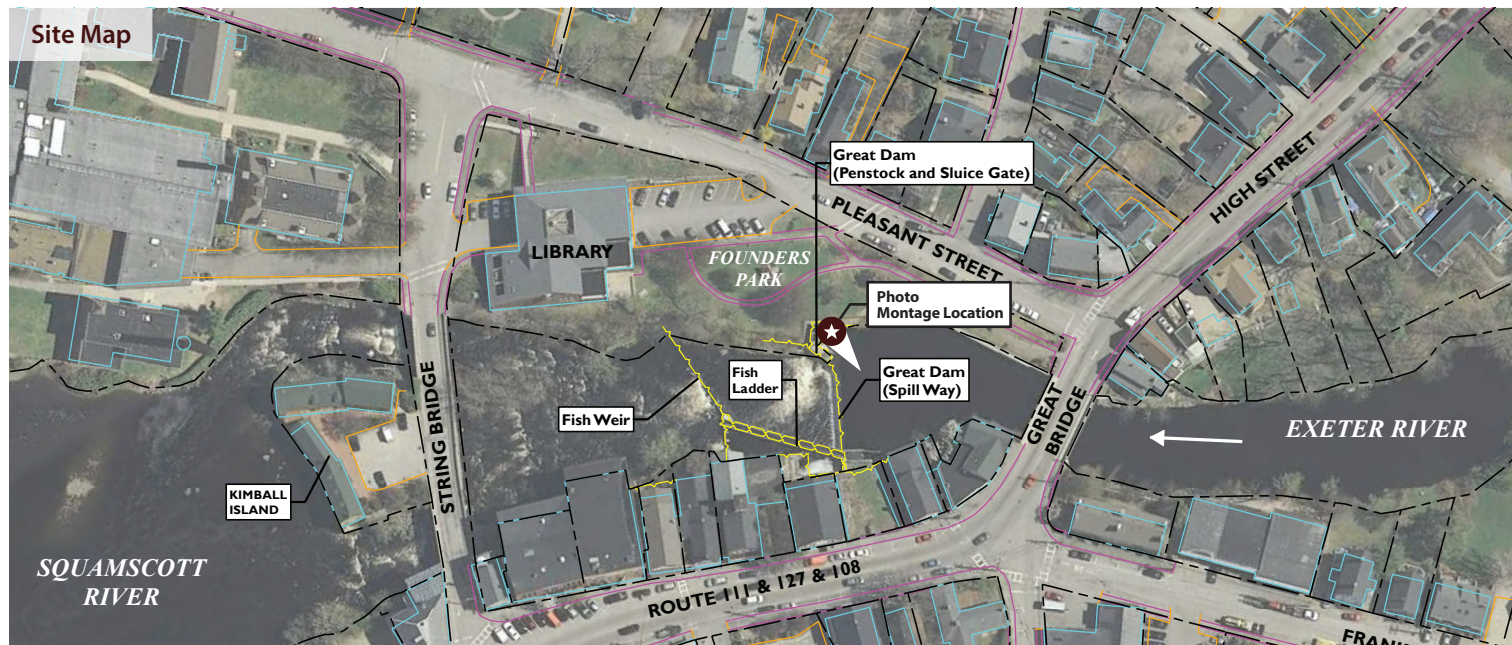 Site Map
Great Dam
(Penstock and Sluice Gate)
HIGH STREET
PLEASANT STREET
LIBRARY
FOUNDERS
PARK
Photo
Montage Location
Fish
Ladder
Great Dam
(Spill Way)
Fish Weir
STRING BRIDGE
GREAT
BRIDGE
EXETER RIVER
KIMBALL
ISLAND
SQUAMSCOTT
RIVER
ROUTE 111 & 127 & 108